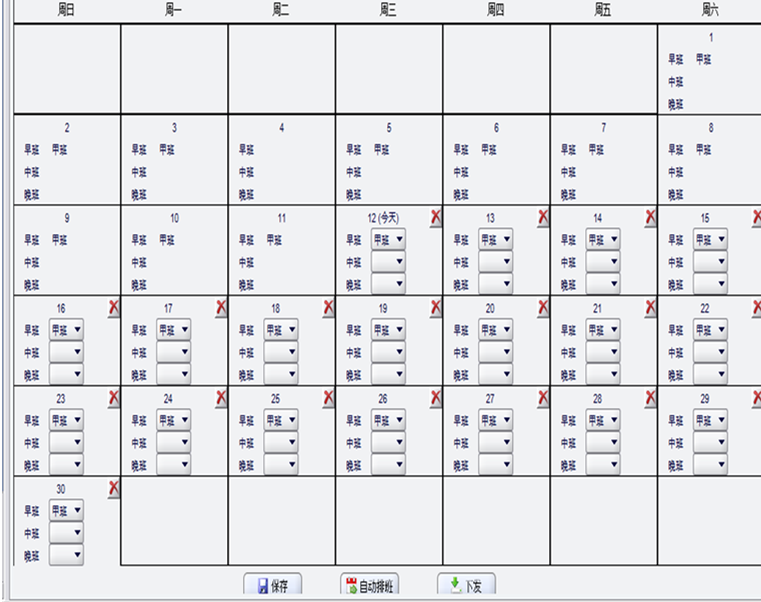 周日 周一 周二 周三 周四 周五 周六
1
早班 甲班
中班
晚班
2 3 4 5 6 7 8
早班 甲班 早班 甲班 早班 早班 甲班 早班 甲班 早班 甲班 早班 甲班
中班 中班 中班 中班 中班 中班 中班
晚班 晚班 晚班 晚班 晚班 晚班 晚班
9 10 11 12 (今天) 13 14 15
早班 甲班 早班 甲班 早班 甲班 早班 甲班 早班 甲班 早班 甲班 早班 甲班
中班 中班 中班 中班 中班 中班 中班
晚班 晚班 晚班 晚班 晚班 晚班 晚班
16 17 18 19 20 21 22
早班 甲班 早班 甲班 早班 甲班 早班 甲班 早班 甲班 早班 甲班 早班 甲班
中班 中班 中班 中班 中班 中班 中班
晚班 晚班 晚班 晚班 晚班 晚班 晚班
23 24 25 26 27 28 29
早班 甲班 早班 甲班 早班 甲班 早班 甲班 早班 甲班 早班 甲班 早班 甲班
中班 中班 中班 中班 中班 中班 中班
晚班 晚班 晚班 晚班 晚班 晚班 晚班
30
早班 甲班
中班
晚班
保存 自动排班 下发